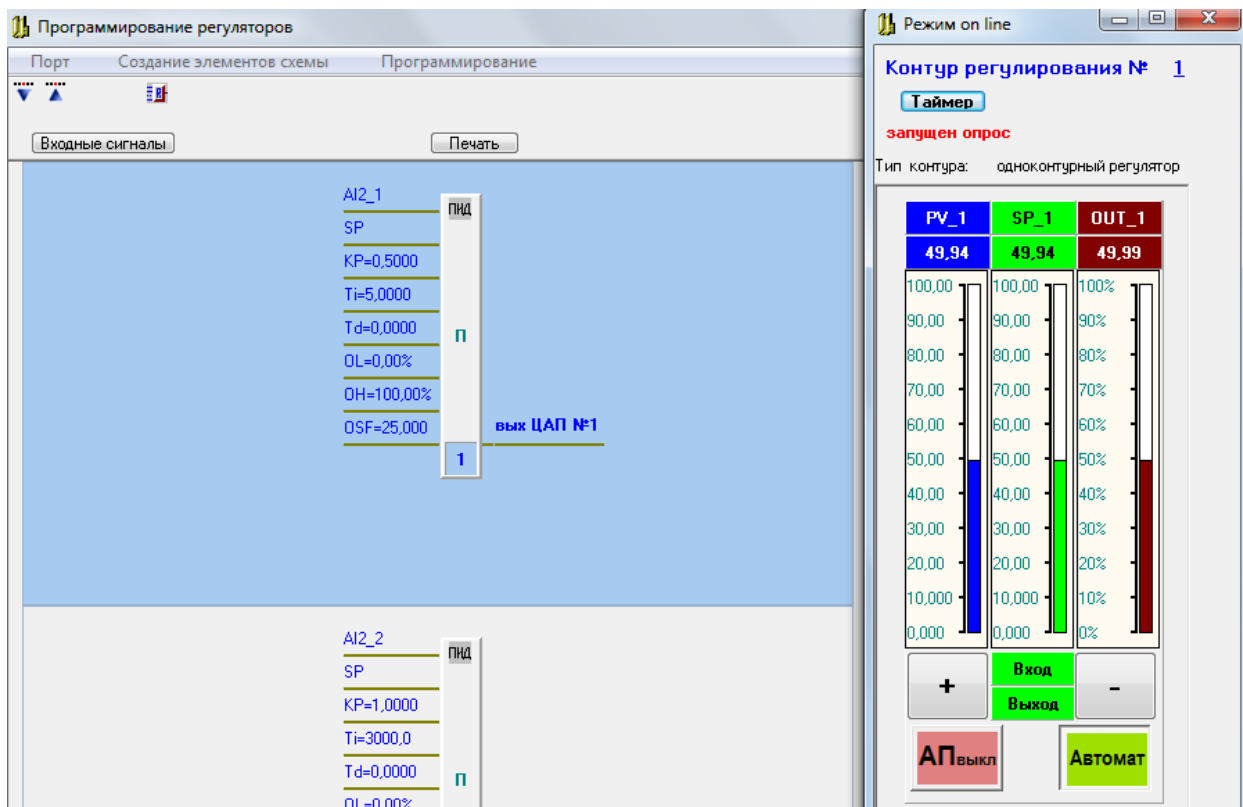 Программирование регуляторов
Порт Создание элементов схемы Программирование
Входные сигналы Печать
AI2_1
ПИД
SP
KP=0,5000
Ti=5,0000
Td=0,0000
П
OL=0,00%
OH=100,00%
OSF=25,000
вых ЦАП №1
1
AI2_2
ПИД
SP
KP=1,0000
Ti=3000,0
Td=0,0000
П
OL=0,00%
Режим on line
Контур регулирования № 1
Таймер
запущен опрос
Тип контура: одноконтурный регулятор
PV_1 SP_1 OUT_1
49,94 49,94 49,99
100,00 100,00 100%
90,00 90,00 90%
80,00 80,00 80%
70,00 70,00 70%
60,00 60,00 60%
50,00 50,00 50%
40,00 40,00 40%
30,00 30,00 30%
20,00 20,00 20%
10,000 10,000 10%
0,000 0,000 0%
+ Вход -
Выход
АПвыкл Автомат